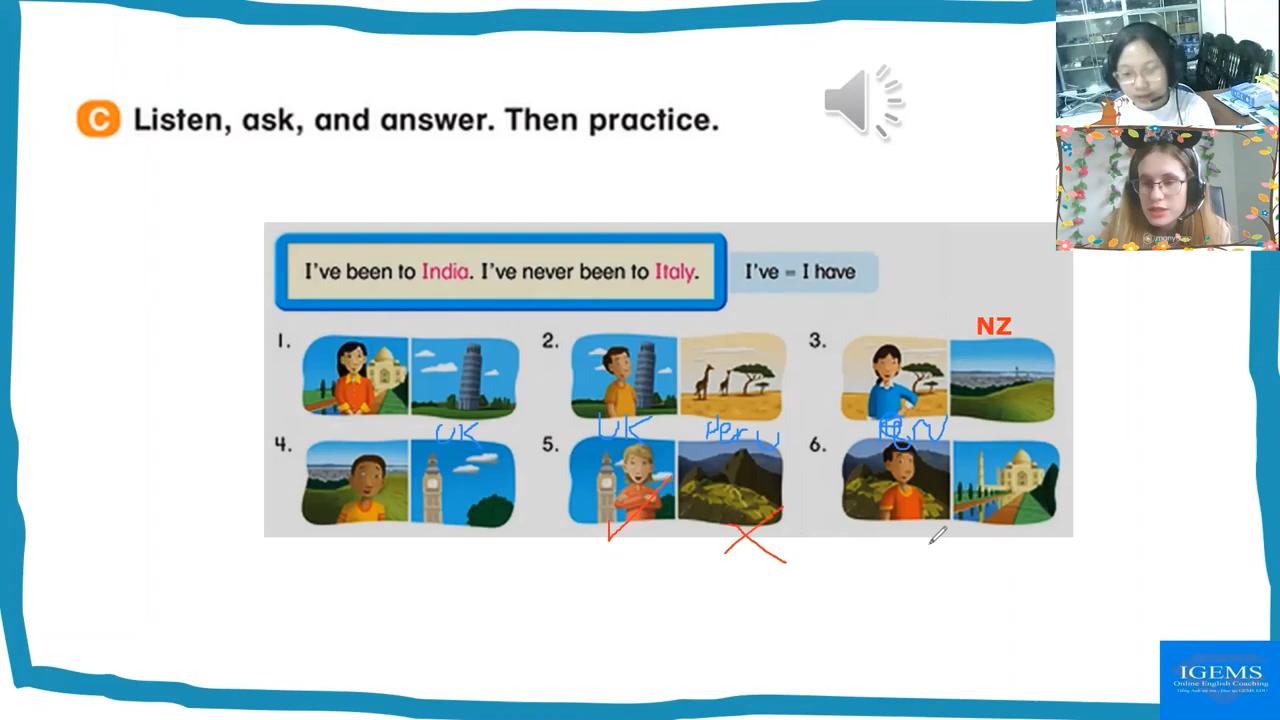 C Listen, ask, and answer. Then practice.
I've been to India. I've never been to Italy.
I've = I have
NZ
1.
2.
3.
UK
UK
Peru
4.
5.
6.
IGEMS
Online English Coaching